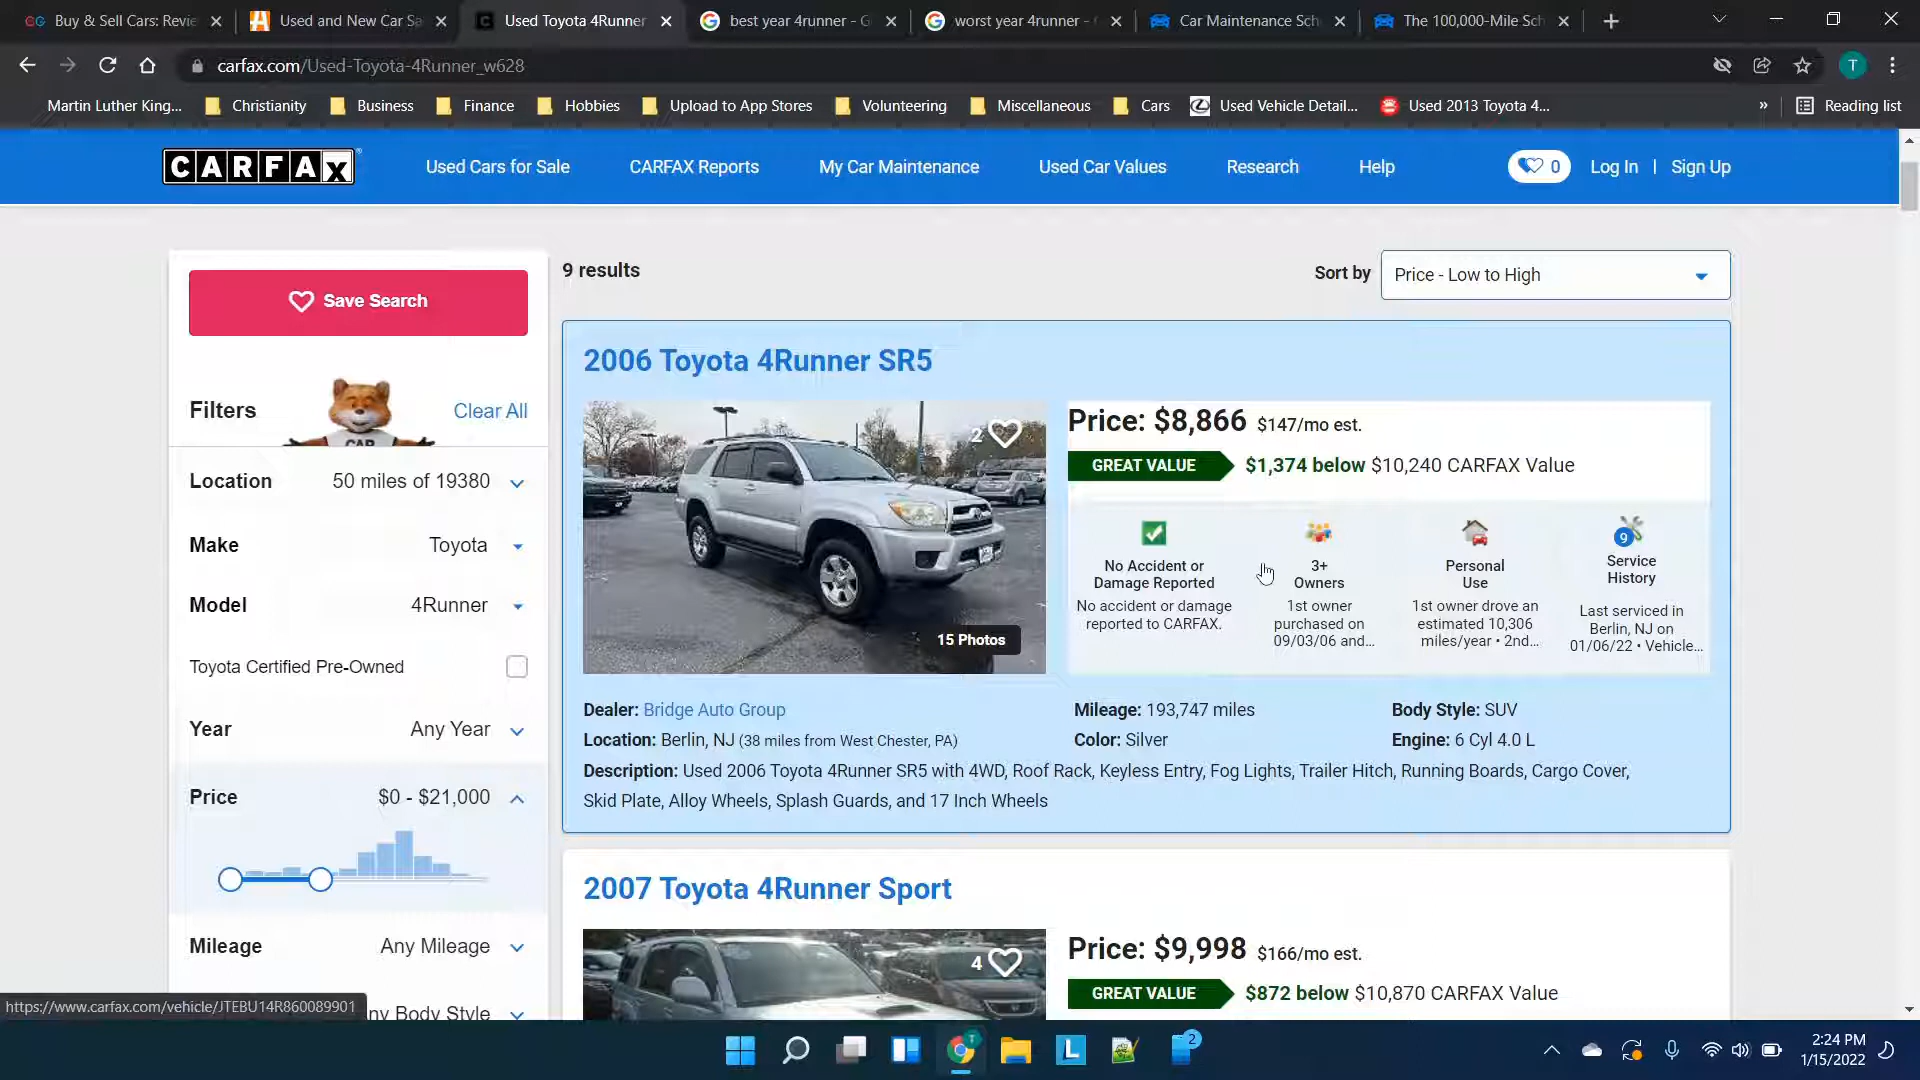 Buy & Sell Cars: Revie
Used and New Car Sa
Used Toyota 4Runner
best year 4runner - G
worst year 4runner -
Car Maintenance Sch
The 100,000-Mile Sch
carfax.com/Used-Toyota-4Runner_w628
T
Martin Luther King...
Christianity
Business
Finance
Hobbies
Upload to App Stores
Volunteering
Miscellaneous
Cars
Used Vehicle Detail...
Used 2013 Toyota 4...
»
Reading list
CARFAX
Used Cars for Sale
CARFAX Reports
My Car Maintenance
Used Car Values
Research
Help
0
Log In | Sign Up
Save Search
9 results
Sort by
Price - Low to High
Filters
Clear All
CAR
Location
50 miles of 19380
Make
Toyota
Model
4Runner
Toyota Certified Pre-Owned
Year
Any Year
Price
$0 - $21,000
Mileage
Any Mileage
ny Body Style
2006 Toyota 4Runner SR5
2
15 Photos
Price: $8,866 $147/mo est.
GREAT VALUE
$1,374 below $10,240 CARFAX Value
No Accident or
Damage Reported
No accident or damage
reported to CARFAX.
3+
Owners
1st owner
purchased on
09/03/06 and...
Personal
Use
1st owner drove an
estimated 10,306
miles/year • 2nd...
9
Service
History
Last serviced in
Berlin, NJ on
01/06/22 • Vehicle...
Dealer: Bridge Auto Group
Mileage: 193,747 miles
Body Style: SUV
Location: Berlin, NJ (38 miles from West Chester, PA)
Color: Silver
Engine: 6 Cyl 4.0 L
Description: Used 2006 Toyota 4Runner SR5 with 4WD, Roof Rack, Keyless Entry, Fog Lights, Trailer Hitch, Running Boards, Cargo Cover,
Skid Plate, Alloy Wheels, Splash Guards, and 17 Inch Wheels
2007 Toyota 4Runner Sport
4
Price: $9,998 $166/mo est.
GREAT VALUE
$872 below $10,870 CARFAX Value
https://www.carfax.com/vehicle/JTEBU14R860089901
T
L
2
2:24 PM
1/15/2022